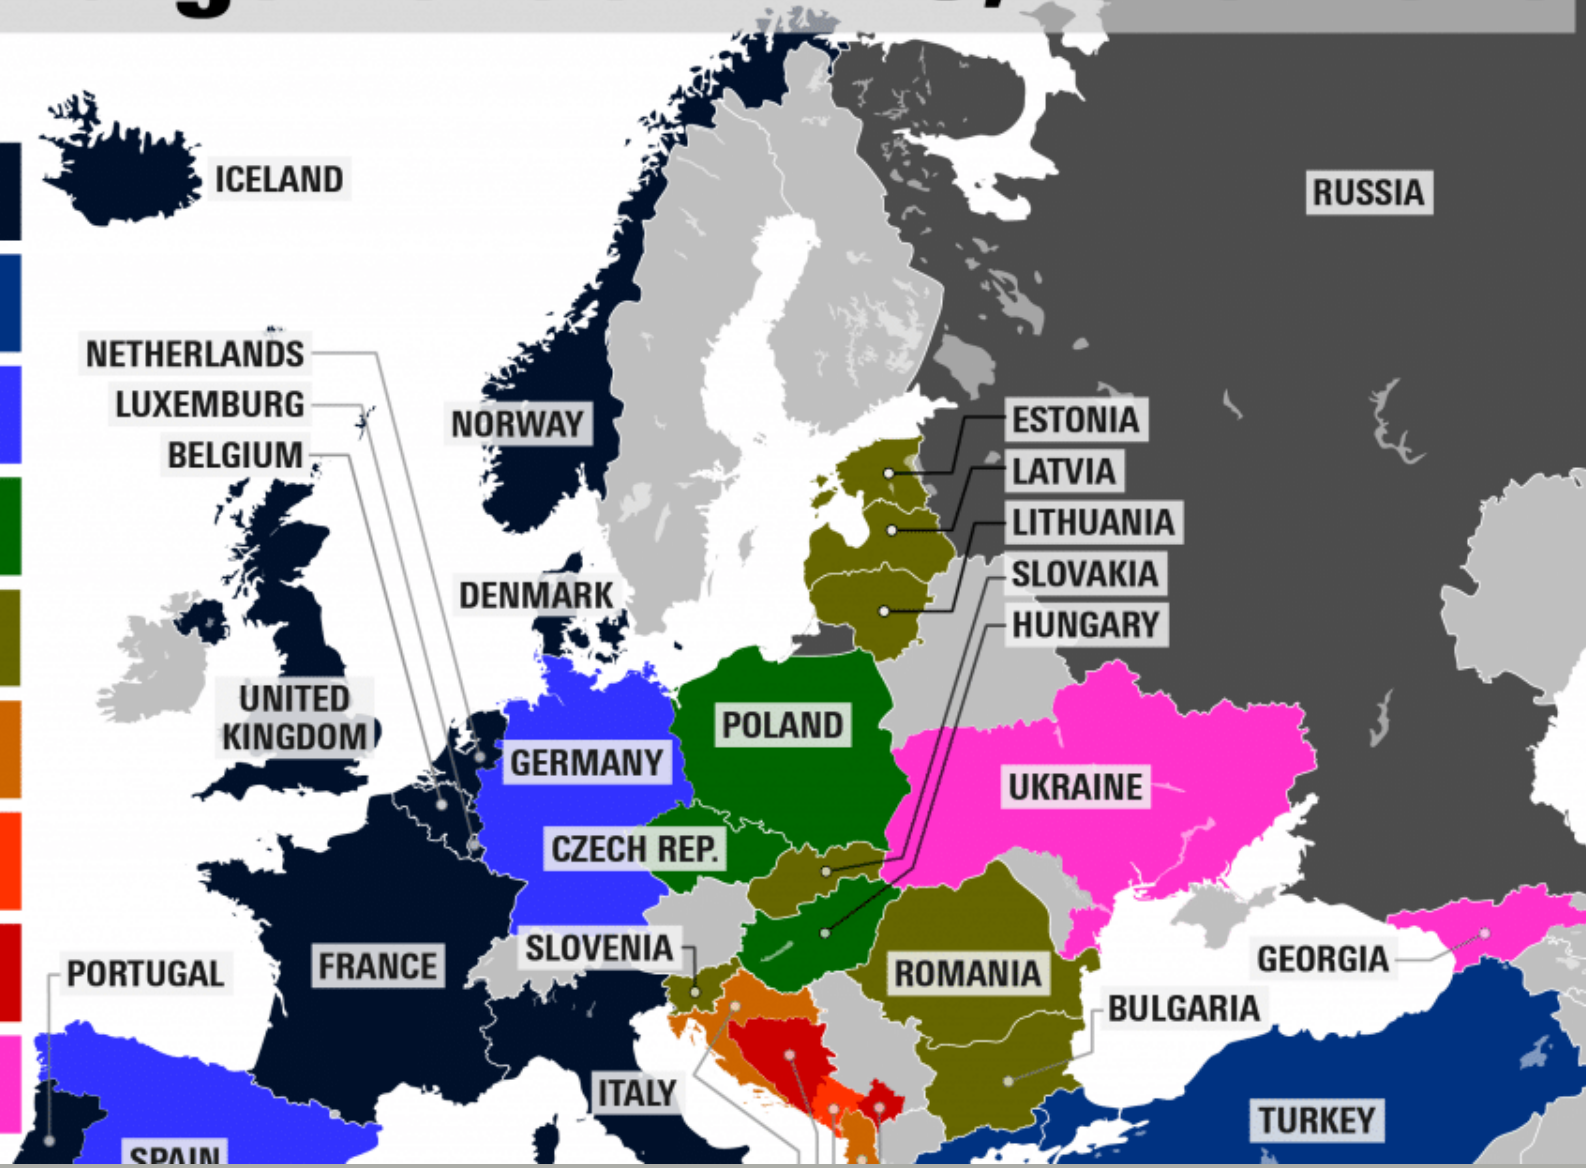 ICELAND
RUSSIA
NETHERLANDS
LUXEMBURG
BELGIUM
NORWAY
ESTONIA
LATVIA
LITHUANIA
SLOVAKIA
HUNGARY
DENMARK
UNITED
KINGDOM
POLAND
GERMANY
UKRAINE
CZECH REP.
SLOVENIA
FRANCE
PORTUGAL
ROMANIA
GEORGIA
BULGARIA
ITALY
TURKEY
SPAIN